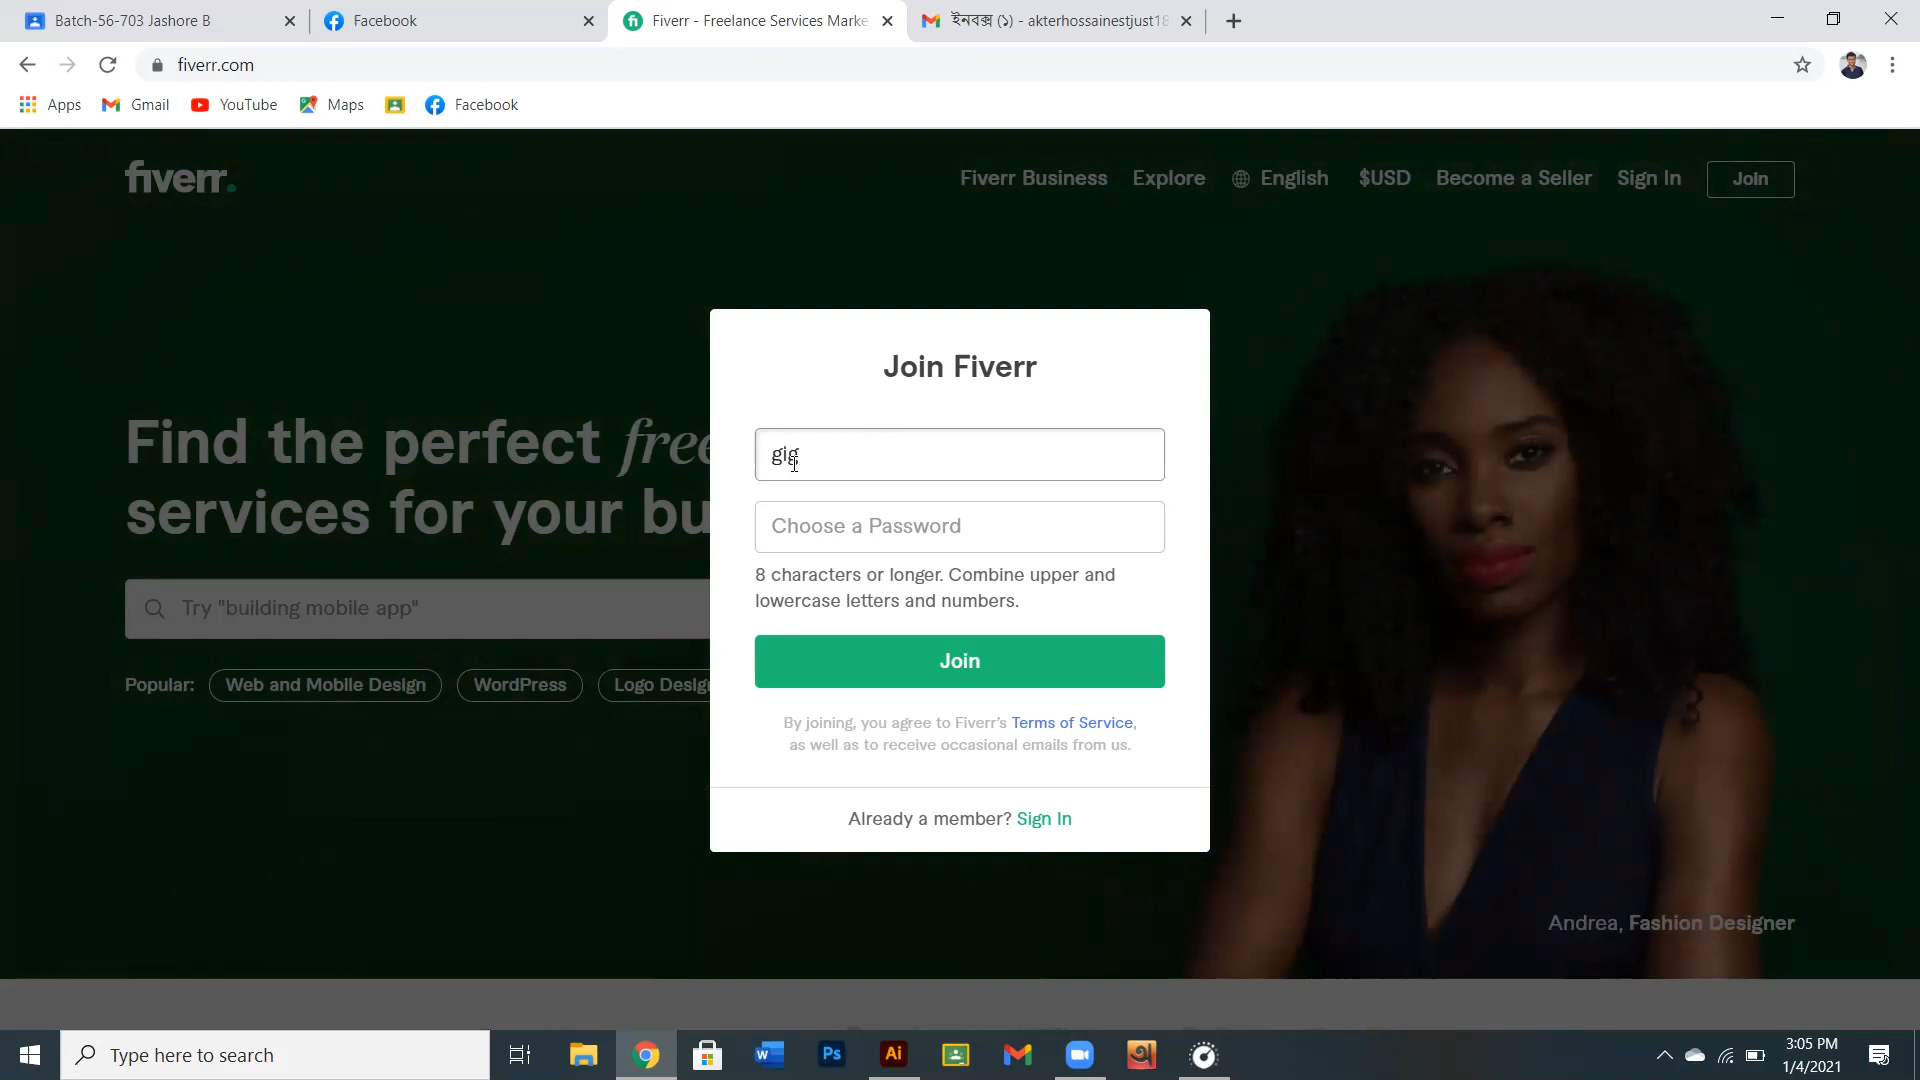 Batch-56-703 Jashore B
Facebook
Fiverr - Freelance Services Marke
ইনবক্স (১) - akterhossainestjust18
fiverr.com
Apps
Gmail
YouTube
Maps
Facebook
fiverr.
Fiverr Business
Explore
English
$USD
Become a Seller
Sign In
Join
Find the perfect free
services for your bu
Try "building mobile app"
Popular:
Web and Mobile Design
WordPress
Logo Desig
Join Fiverr
gig
Choose a Password
8 characters or longer. Combine upper and
lowercase letters and numbers.
Join
By joining, you agree to Fiverr's Terms of Service,
as well as to receive occasional emails from us.
Already a member? Sign In
Andrea, Fashion Designer
Type here to search
W
Ps
Ai
3:05 PM
1/4/2021